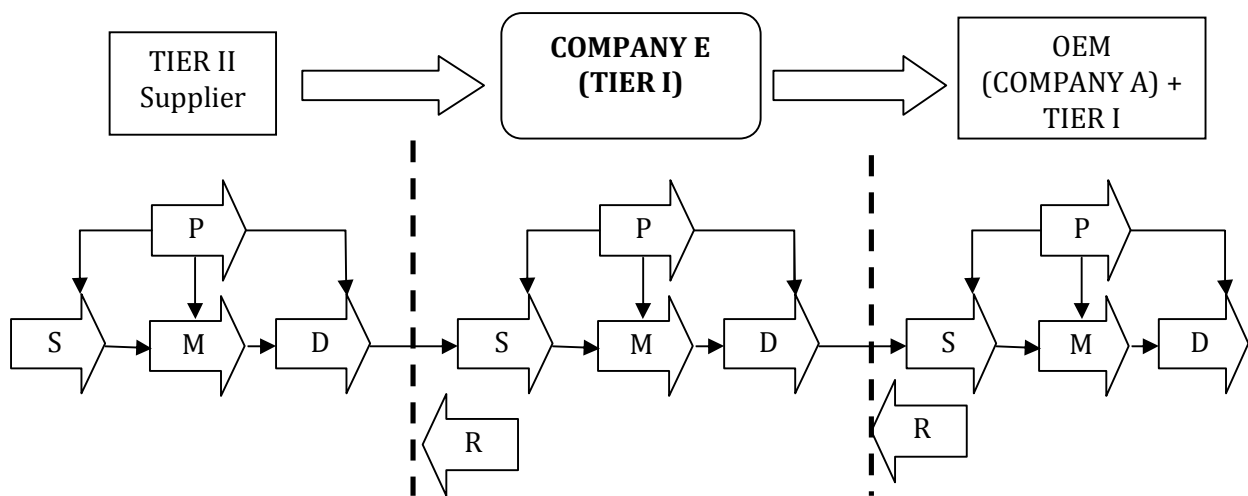 TIER II
Supplier
COMPANY E
(TIER I)
OEM
(COMPANY A) +
TIER I
P
P
P
S
M
D
S
M
D
S
M
D
R
R